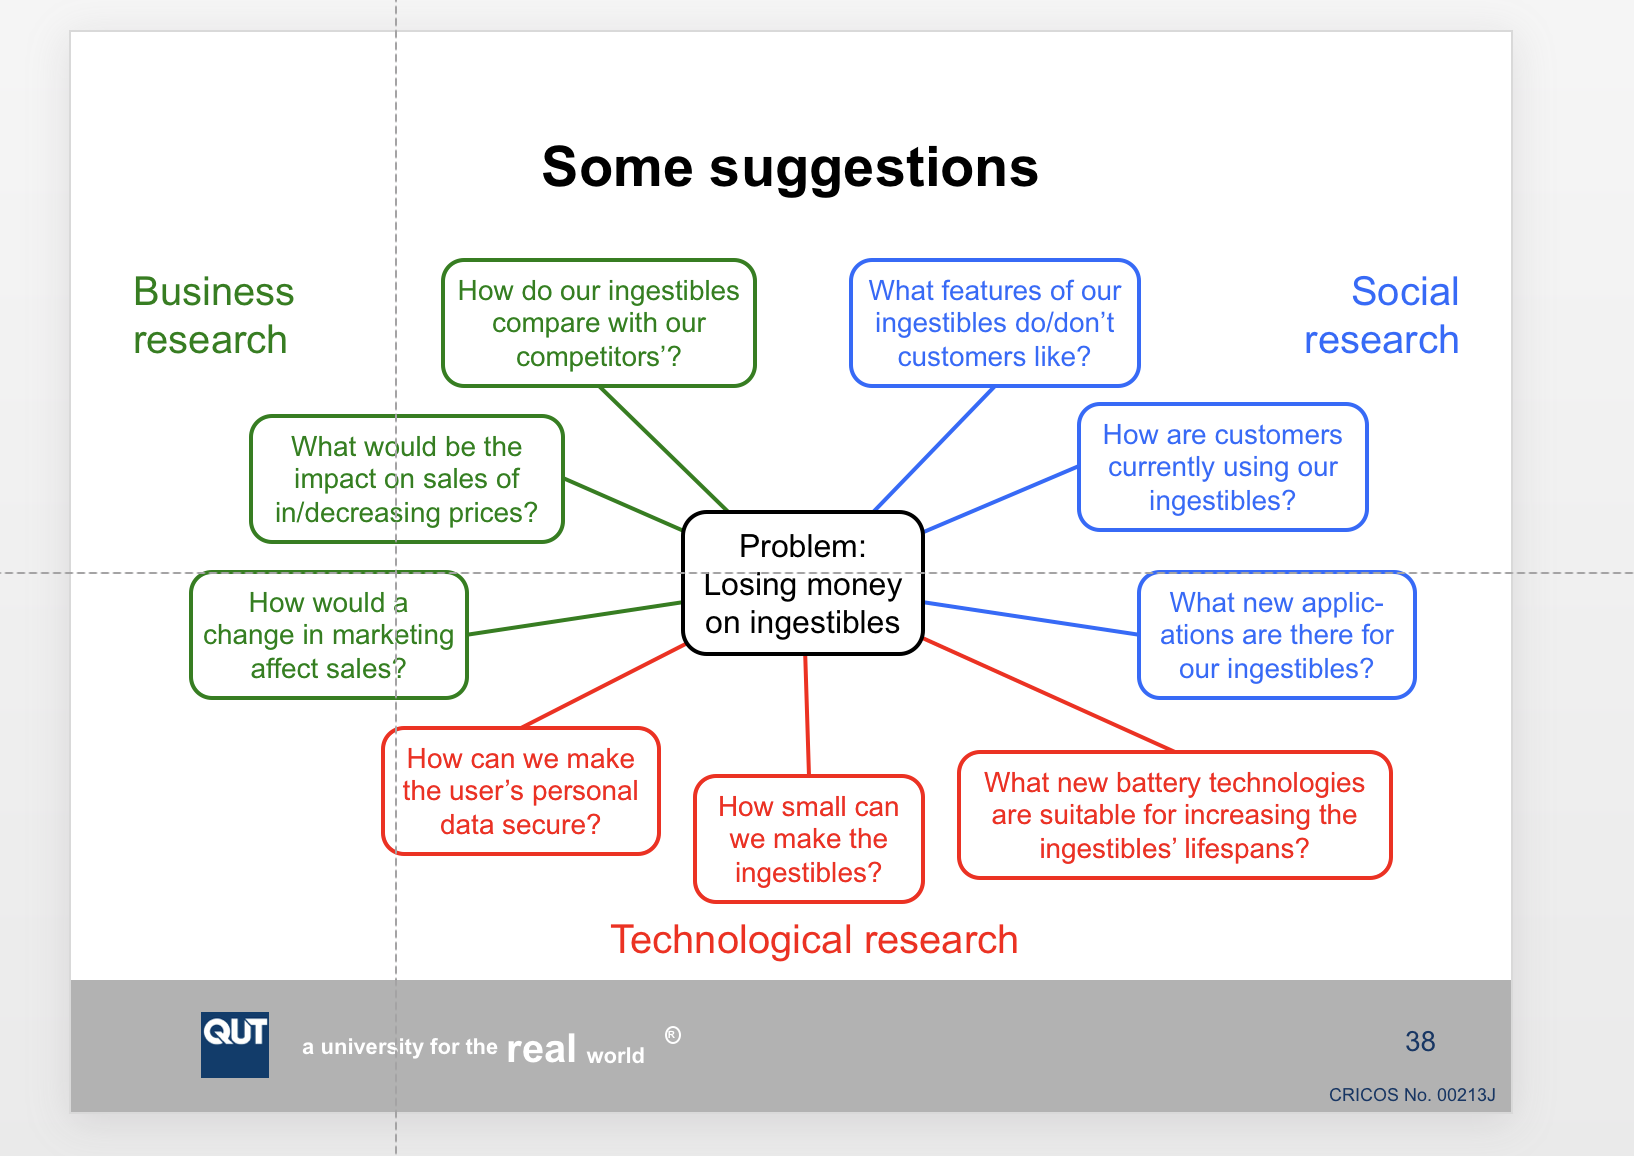 Some suggestions
Business
research
How do our ingestibles
compare with our
competitors’?
What features of our
ingestibles do/don’t
customers like?
Social
research
What would be the
impact on sales of
in/decreasing prices?
How are customers
currently using our
ingestibles?
Problem:
Losing money
on ingestibles
How would a
change in marketing
affect sales?
What new applic-
ations are there for
our ingestibles?
How can we make
the user’s personal
data secure?
How small can
we make the
ingestibles?
What new battery technologies
are suitable for increasing the
ingestibles’ lifespans?
Technological research
QUT
a university for the real world ®
38
CRICOS No. 00213J